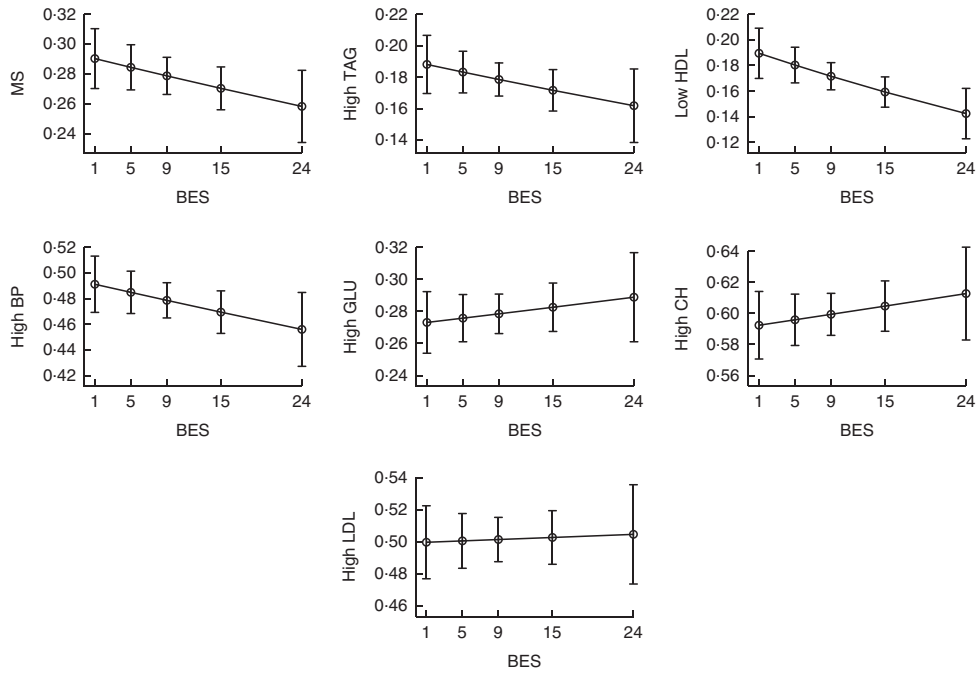 0·32
0·30
0·28
0·26
0·24
MS
1 5 9 15 24
BES
0·22
0·20
0·18
0·16
0·14
High TAG
1 5 9 15 24
BES
0·22
0·20
0·18
0·16
0·14
0·12
Low HDL
1 5 9 15 24
BES
0·52
0·50
0·48
0·46
0·44
0·42
High BP
1 5 9 15 24
BES
0·32
0·30
0·28
0·26
0·24
High GLU
1 5 9 15 24
BES
0·64
0·62
0·60
0·58
0·56
High CH
1 5 9 15 24
BES
0·54
0·52
0·50
0·48
0·46
High LDL
1 5 9 15 24
BES